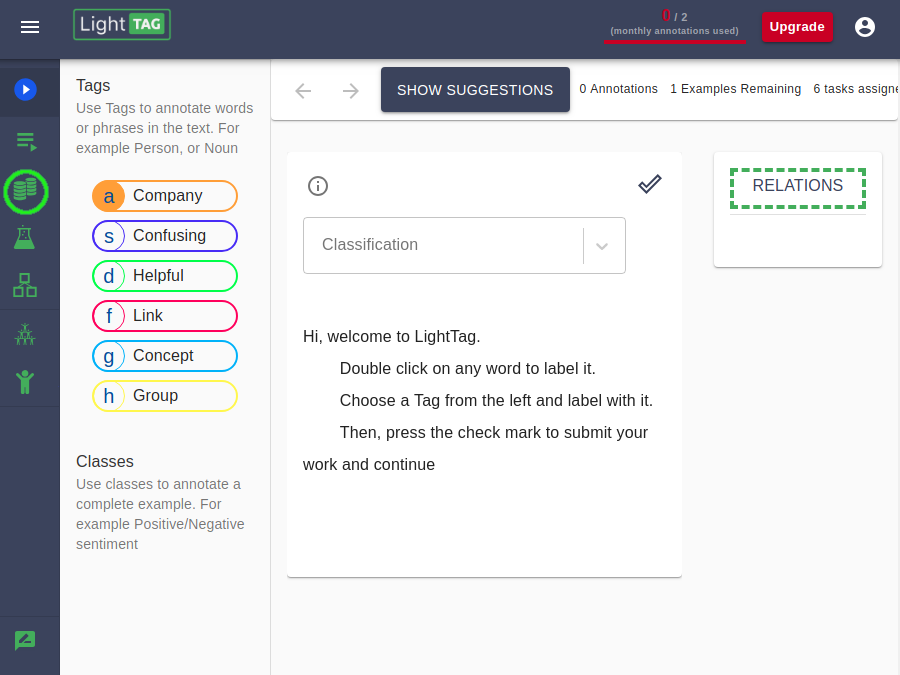 Light TAG
0 / 2
(monthly annotations used)
Upgrade
Tags
Use Tags to annotate words
or phrases in the text. For
example Person, or Noun
a Company
s Confusing
d Helpful
f Link
g Concept
h Group
Classes
Use classes to annotate a
complete example. For
example Positive/Negative
sentiment
SHOW SUGGESTIONS
0 Annotations 1 Examples Remaining 6 tasks assigne
Classification
Hi, welcome to LightTag.
Double click on any word to label it.
Choose a Tag from the left and label with it.
Then, press the check mark to submit your
work and continue
RELATIONS